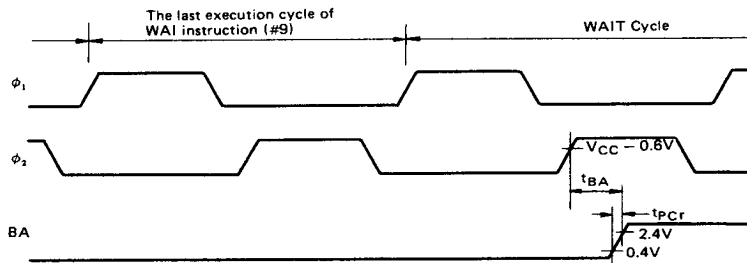 The last execution cycle of
WAI instruction (#9)
WAIT Cycle
ϕ₁
ϕ₂
VCC − 0.6V
tBA
tPCr
BA
2.4V
0.4V